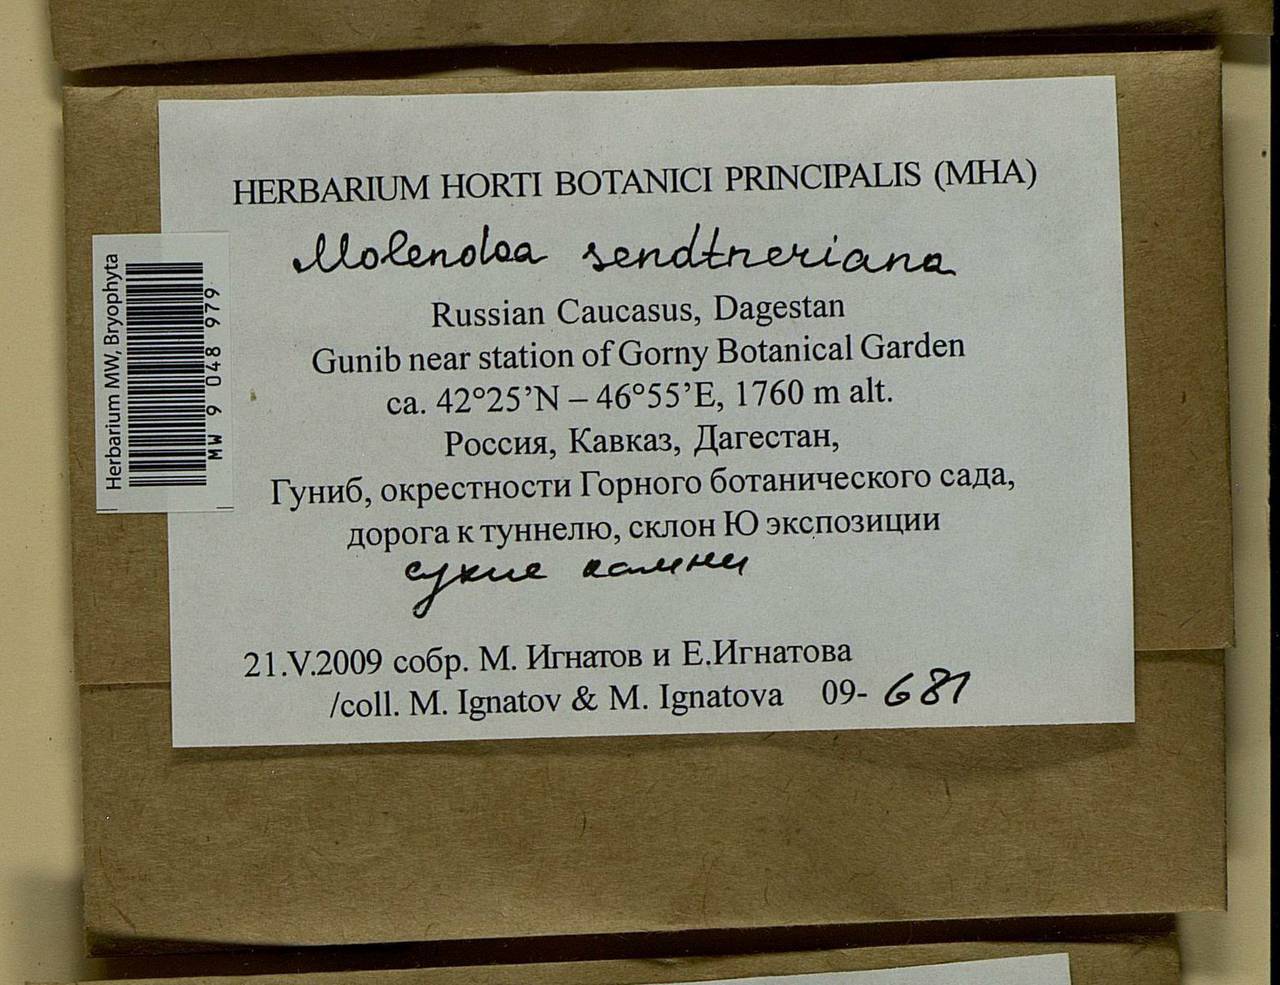 HERBARIUM HORTI BOTANICI PRINCIPALIS (MHA)
Molendoa sendtneriana
Russian Caucasus, Dagestan
Gunib near station of Gorny Botanical Garden
ca. 42°25’N – 46°55’E, 1760 m alt.
Россия, Кавказ, Дагестан,
Гуниб, окрестности Горного ботанического сада,
дорога к туннелю, склон Ю экспозиции
сухие камни
21.V.2009 собр. М. Игнатов и Е.Игнатова
/coll. M. Ignatov & M. Ignatova 09- 681
Herbarium MW, Bryophyta
MW 9 048 979